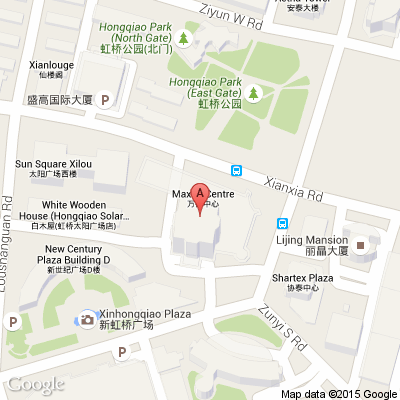 Ziyun W Rd
安泰大楼
Hongqiao Park
(North Gate)
虹桥公园(北门)
丽晶大厦
Xianlouge
仙楼阁
Hongqiao Park
(East Gate)
虹桥公园
盛高国际大厦
P
Sun Square Xilou
太阳广场西楼
Xianxia Rd
A
Centre
中心
White Wooden
House (Hongqiao Solar...
白木屋(虹桥太阳广场店)
Loushanguan Rd
Lijing Mansion
丽晶大厦
New Century
Plaza Building D
新世纪广场D楼
Shartex Plaza
协泰中心
Xinhongqiao Plaza
新虹桥广场
Zunyi S Rd
P
Google
Map data ©2015 Google